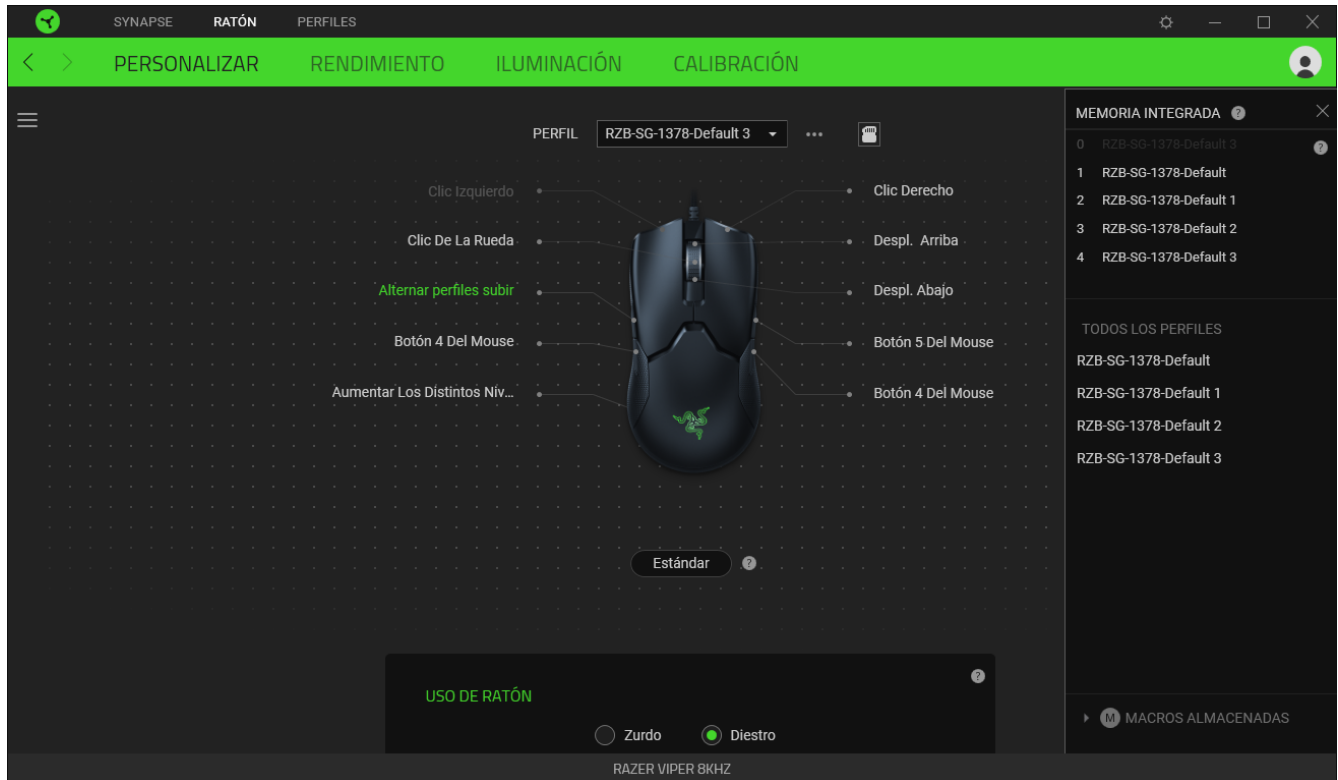 SYNAPSE RATÓN PERFILES
PERSONALIZAR RENDIMIENTO ILUMINACIÓN CALIBRACIÓN
PERFIL RZB-SG-1378-Default 3
Clic Izquierdo
Clic Derecho
Clic De La Rueda
Despl. Arriba
Alternar perfiles subir
Despl. Abajo
Botón 4 Del Mouse
Botón 5 Del Mouse
Aumentar Los Distintos Niv...
Botón 4 Del Mouse
Estándar ?
USO DE RATÓN ?
Zurdo Diestro
MEMORIA INTEGRADA ?
0 RZB-SG-1378-Default 3 ?
1 RZB-SG-1378-Default
2 RZB-SG-1378-Default 1
3 RZB-SG-1378-Default 2
4 RZB-SG-1378-Default 3
TODOS LOS PERFILES
RZB-SG-1378-Default
RZB-SG-1378-Default 1
RZB-SG-1378-Default 2
RZB-SG-1378-Default 3
M MACROS ALMACENADAS
RAZER VIPER 8KHZ